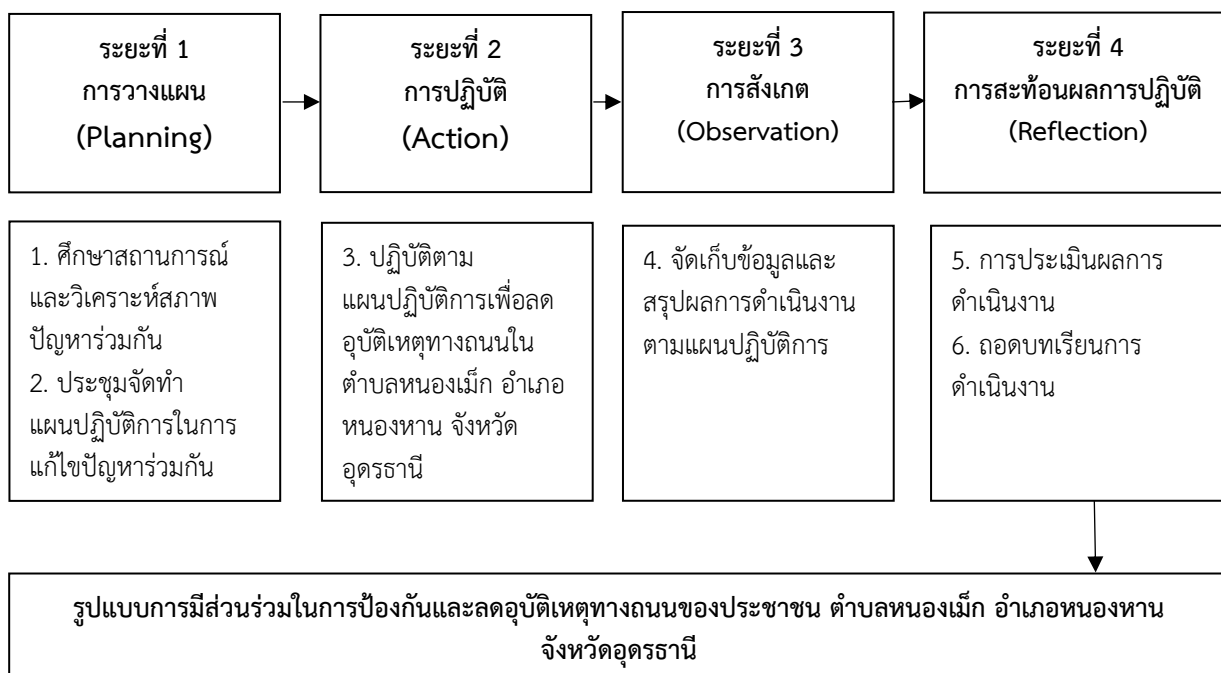 ระยะที่ 1
การวางแผน
(Planning)
ระยะที่ 2
การปฏิบัติ
(Action)
ระยะที่ 3
การสังเกต
(Observation)
ระยะที่ 4
การสะท้อนผลการปฏิบัติ
(Reflection)
1. ศึกษาสถานการณ์
และวิเคราะห์สภาพ
ปัญหาร่วมกัน
2. ประชุมจัดทำ
แผนปฏิบัติการในการ
แก้ไขปัญหาร่วมกัน
3. ปฏิบัติตาม
แผนปฏิบัติการเพื่อลด
อุบัติเหตุทางถนนใน
ตำบลหนองเม็ก อำเภอ
หนองหาน จังหวัด
อุดรธานี
4. จัดเก็บข้อมูลและ
สรุปผลการดำเนินงาน
ตามแผนปฏิบัติการ
5. การประเมินผลการ
ดำเนินงาน
6. ถอดบทเรียนการ
ดำเนินงาน
รูปแบบการมีส่วนร่วมในการป้องกันและลดอุบัติเหตุทางถนนของประชาชน ตำบลหนองเม็ก อำเภอหนองหาน
จังหวัดอุดรธานี